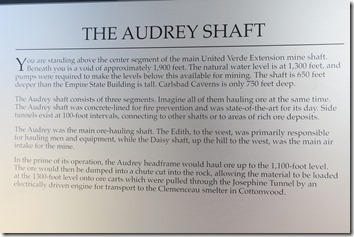 THE AUDREY SHAFT
You are standing above the center segment of the main United Verde Extension mine shaft.
Beneath you is a void of approximately 1,900 feet. The natural water level is at 1,300 feet, and
pumps were required to make the levels below this available for mining. The shaft is 650 feet
deeper than the Empire State Building is tall. Carlsbad Caverns is only 750 feet deep.
The Audrey shaft consists of three segments. Imagine all of them hauling ore at the same time.
The Audrey shaft was concrete-lined for fire prevention and was state-of-the-art for its day. Side
tunnels exist at 100-foot intervals, connecting to other shafts or to areas of rich ore deposits.
The Audrey was the main ore-hauling shaft. The Edith, to the west, was primarily responsible
for hauling men and equipment, while the Daisy shaft, up the hill to the west, was the main air
intake for the mine.
In the prime of its operation, the Audrey headframe would haul ore up to the 1,100-foot level.
The ore would then be dumped into a chute cut into the rock, allowing the material to be loaded
at the 1300-foot level onto ore carts which were pulled through the Josephine Tunnel by an
electrically driven engine for transport to the Clemenceau smelter in Cottonwood.